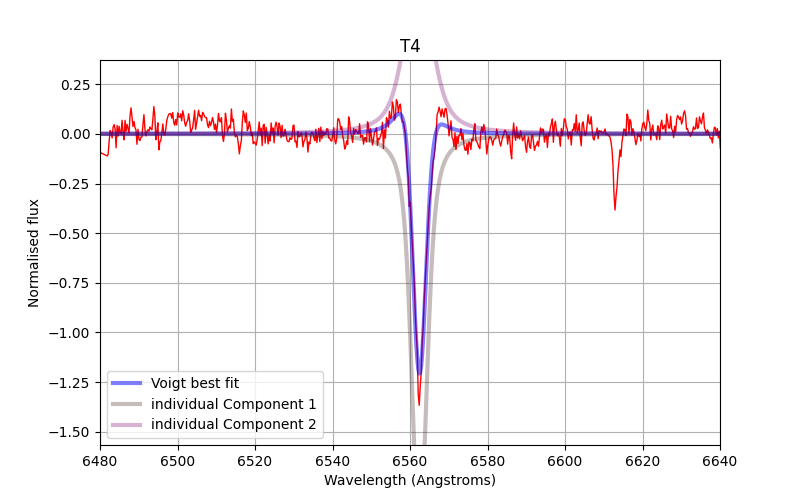 T4
Normalised flux
0.25
0.00
−0.25
−0.50
−0.75
−1.00
−1.25
−1.50
Voigt best fit
individual Component 1
individual Component 2
6480 6500 6520 6540 6560 6580 6600 6620 6640
Wavelength (Angstroms)